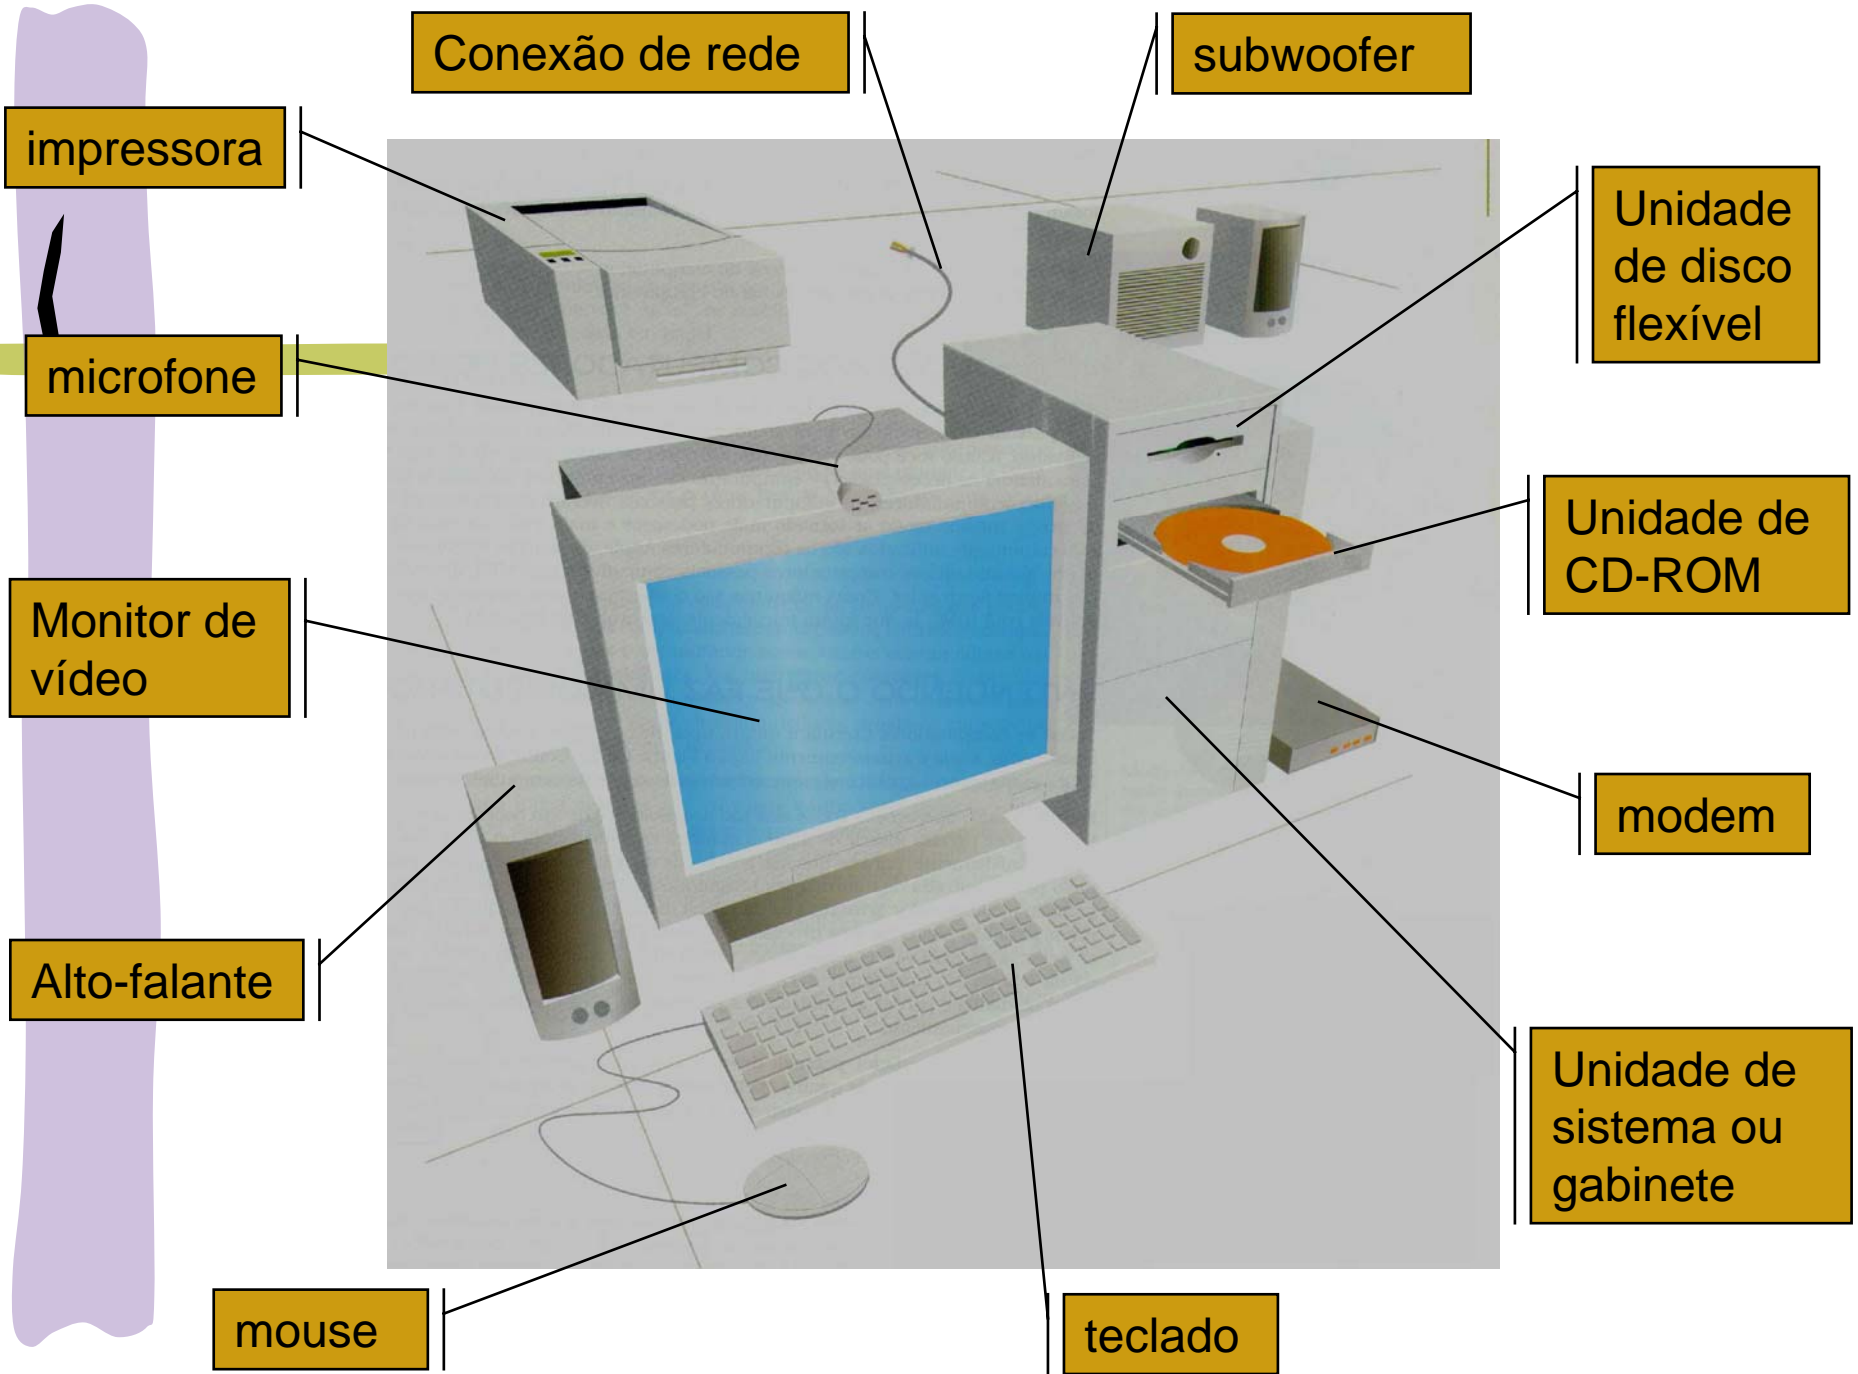 Conexão de rede
subwoofer
impressora
Unidade
de disco
flexível
microfone
Unidade de
CD-ROM
Monitor de
vídeo
modem
Alto-falante
Unidade de
sistema ou
gabinete
mouse
teclado